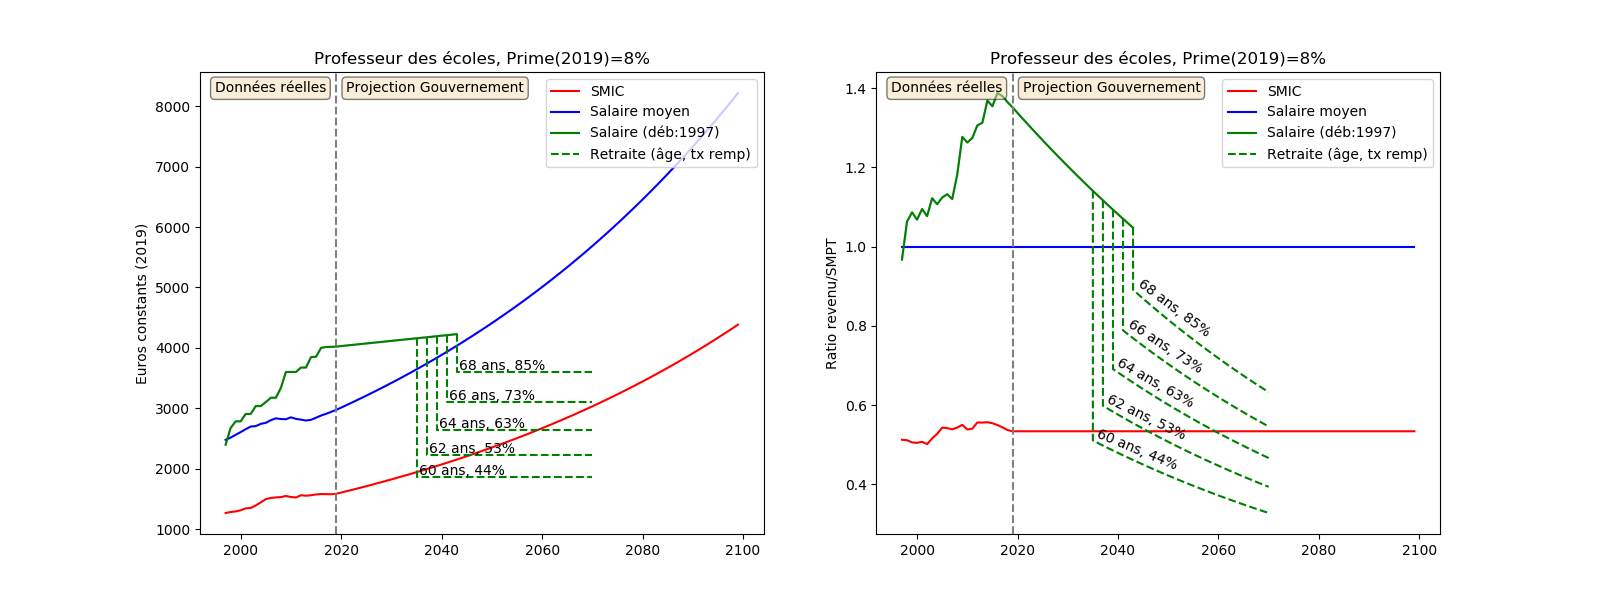 Professeur des écoles, Prime(2019)=8%
Données réelles
Projection Gouvernement
SMIC
Salaire moyen
Salaire (déb:1997)
Retraite (âge, tx remp)
Euros constants (2019)
8000
7000
6000
5000
4000
3000
2000
1000
68 ans, 85%
66 ans, 73%
64 ans, 63%
62 ans, 53%
60 ans, 44%
2000
2020
2040
2060
2080
2100
Professeur des écoles, Prime(2019)=8%
Données réelles
Projection Gouvernement
SMIC
Salaire moyen
Salaire (déb:1997)
Retraite (âge, tx remp)
Ratio revenu/SMPT
1.4
1.2
1.0
0.8
0.6
0.4
68 ans, 85%
66 ans, 73%
64 ans, 63%
62 ans, 53%
60 ans, 44%
2000
2020
2040
2060
2080
2100